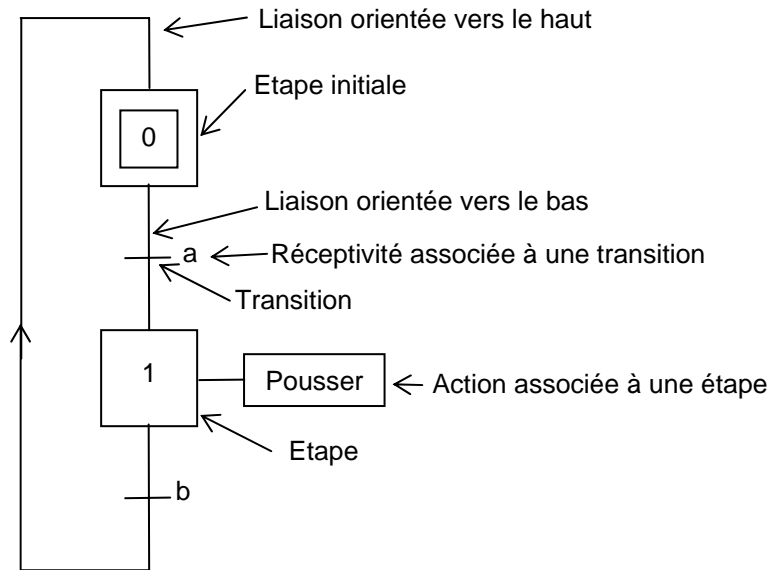 Liaison orientée vers le haut
Etape initiale
0
Liaison orientée vers le bas
a
Réceptivité associée à une transition
Transition
1
Pousser
Action associée à une étape
Etape
b